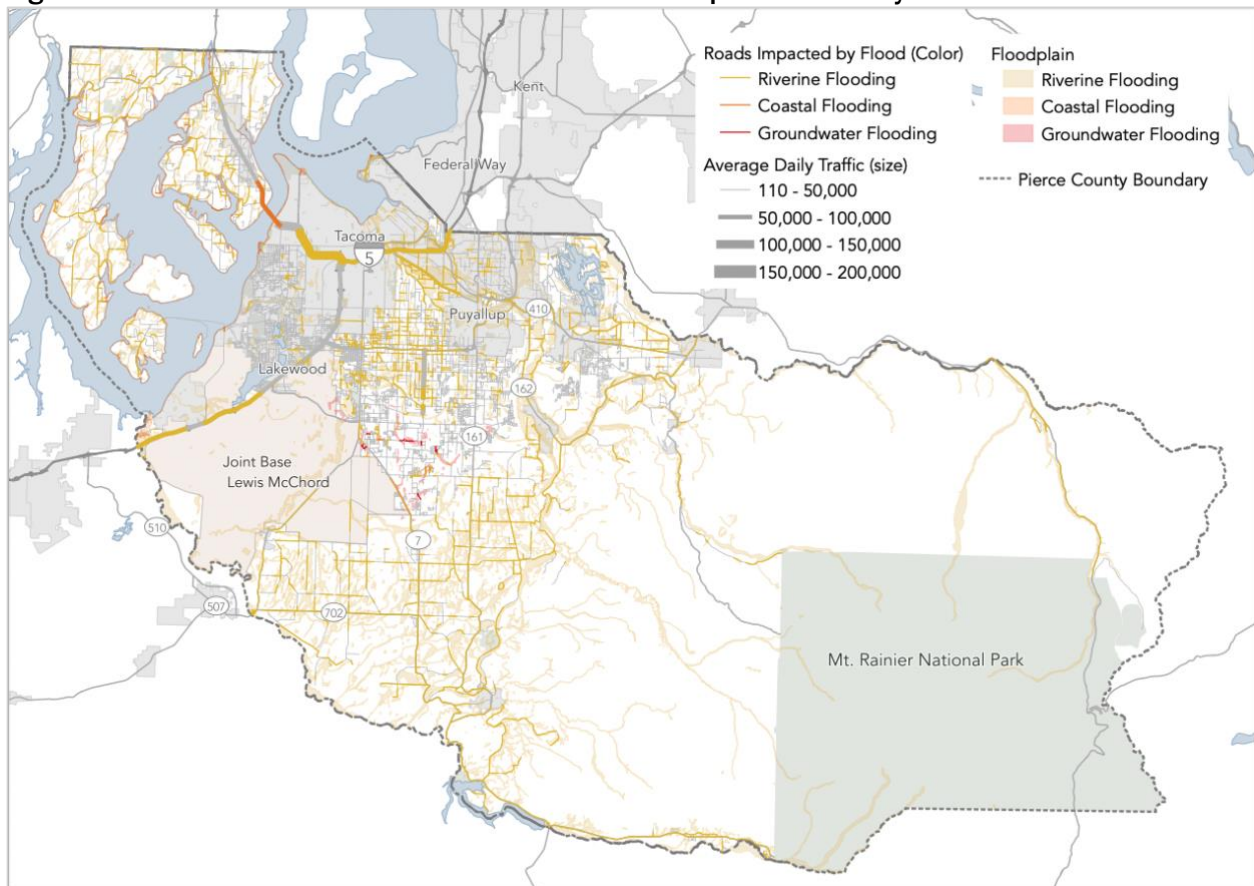 Roads Impacted by Flood (Color)
Riverine Flooding
Coastal Flooding
Groundwater Flooding
Average Daily Traffic (size)
110 - 50,000
50,000 - 100,000
100,000 - 150,000
150,000 - 200,000
Floodplain
Riverine Flooding
Coastal Flooding
Groundwater Flooding
Pierce County Boundary
Kent
Federal Way
Tacoma
5
Puyallup
410
Lakewood
162
161
Joint Base
Lewis McChord
510
7
507
702
Mt. Rainier National Park